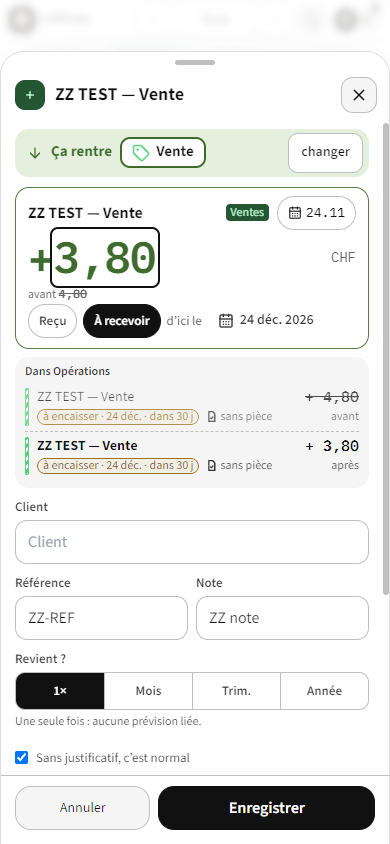 + ZZ TEST — Vente ×
Ça rentre Vente changer
ZZ TEST — Vente Ventes 24.11
+3,80 CHF
avant 4,80
Reçu À recevoir d'ici le 24 déc. 2026
Dans Opérations
ZZ TEST — Vente + 4,80
à encaisser · 24 déc. · dans 30 j sans pièce avant
ZZ TEST — Vente + 3,80
à encaisser · 24 déc. · dans 30 j sans pièce après
Client
Client
Référence Note
ZZ-REF ZZ note
Revient ?
1× Mois Trim. Année
Une seule fois : aucune prévision liée.
Sans justificatif, c'est normal
Annuler Enregistrer